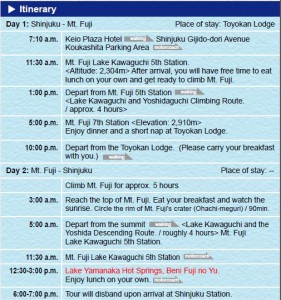 ▶ Itinerary
Day 1: Shinjuku - Mt. Fuji Place of stay: Toyokan Lodge
7:10 a.m. Keio Plaza Hotel Shinjuku Gijido-dori Avenue
Koukashita Parking Area
11:30 a.m. Mt. Fuji Lake Kawaguchi 5th Station.
<Altitude: 2,304m> After arrival, you will have free time to eat
lunch on your own and get ready to climb Mt. Fuji.
1:00 p.m. Depart from Mt. Fuji 5th Station
<Lake Kawaguchi and Yoshidaguchi Climbing Route.
/ approx. 4 hours>
5:00 p.m. Mt. Fuji 7th Station <Elevation: 2,910m>
Enjoy dinner and a short nap at Toyokan Lodge.
10:00 p.m. Depart from the Toyokan Lodge. (Please carry your breakfast
with you.)
Day 2: Mt. Fuji - Shinjuku Place of stay: --
Climb Mt. Fuji for approx. 5 hours
3:00 a.m. Reach the top of Mt. Fuji. Eat your breakfast and watch the
sunrise. Circle the rim of Mt. Fuji's crater (Ohachi-meguri) / 90min.
5:00 a.m. Depart from the summit <Lake Kawaguchi and the
Yoshida Descending Route. / roughly 4 hours> Mt. Fuji
Lake Kawaguchi 5th Station.
11:30 a.m. Mt. Fuji Lake Kawaguchi 5th Station
12:30-3:00 p.m. Lake Yamanaka Hot Springs, Beni Fuji no Yu.
Enjoy lunch on your own.
6:00-7:00 p.m. Tour will disband upon arrival at Shinjuku Station.